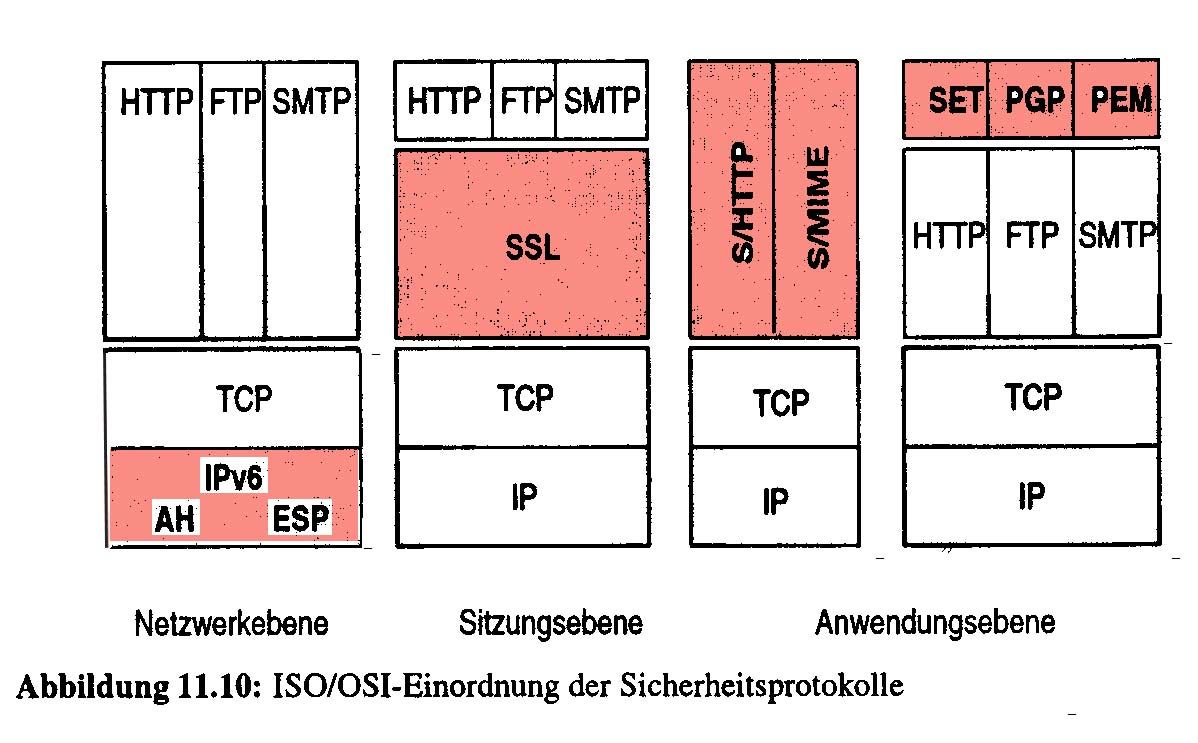 HTTP FTP SMTP
TCP
IPv6
AH ESP
HTTP FTP SMTP
SSL
TCP
IP
S/HTTP S/MIME
TCP
IP
SET PGP PEM
HTTP FTP SMTP
TCP
IP
Netzwerkebene Sitzungsebene Anwendungsebene
Abbildung 11.10: ISO/OSI-Einordnung der Sicherheitsprotokolle